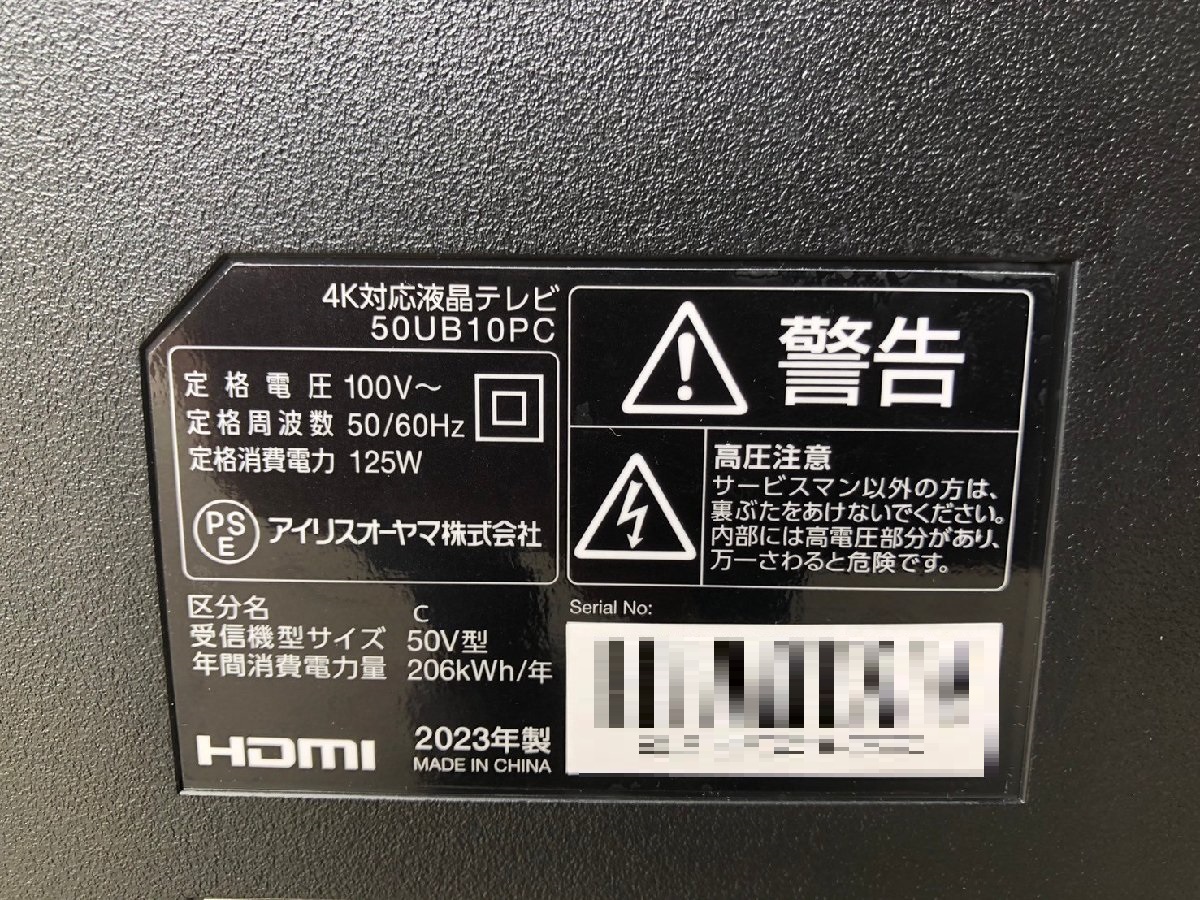 4K対応液晶テレビ
50UB10PC
定格電圧 100V～
定格周波数 50/60Hz
定格消費電力 125W
PS
E
アイリスオーヤマ株式会社
区分名 C
受信機型サイズ 50V型
年間消費電力量 206kWh/年
HDMI
2023年製
MADE IN CHINA
警告
高圧注意
サービスマン以外の方は、
裏ぶたをあけないでください。
内部には高電圧部分があり、
万一さわると危険です。
Serial No: